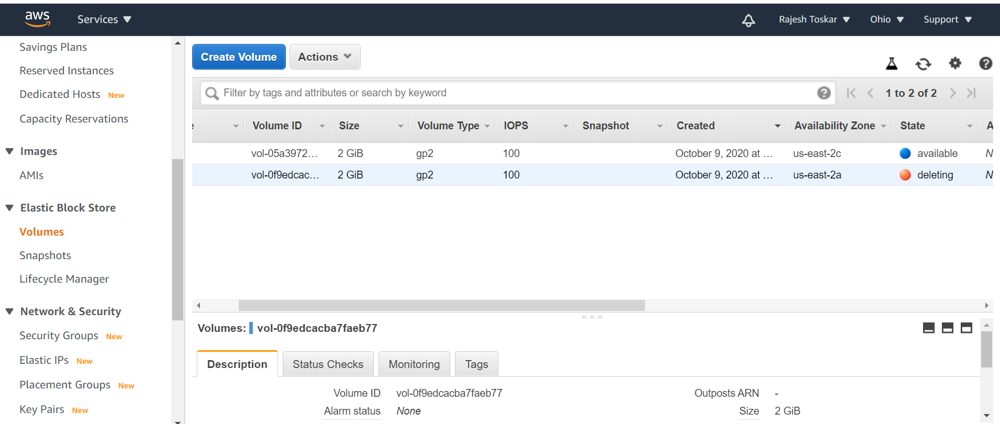 aws Services Rajesh Toskar Ohio Support
Savings Plans
Reserved Instances
Dedicated Hosts New
Capacity Reservations
Images
AMIs
Elastic Block Store
Volumes
Snapshots
Lifecycle Manager
Network & Security
Security Groups New
Elastic IPs New
Placement Groups New
Key Pairs New
Create Volume Actions
Filter by tags and attributes or search by keyword 1 to 2 of 2
Volume ID Size Volume Type IOPS Snapshot Created Availability Zone State
vol-05a3972... 2 GiB gp2 100 October 9, 2020 at ... us-east-2c available
vol-0f9edcac... 2 GiB gp2 100 October 9, 2020 at ... us-east-2a deleting
Volumes: vol-0f9edcacba7faeb77
Description Status Checks Monitoring Tags
Volume ID vol-0f9edcacba7faeb77 Outposts ARN -
Alarm status None Size 2 GiB